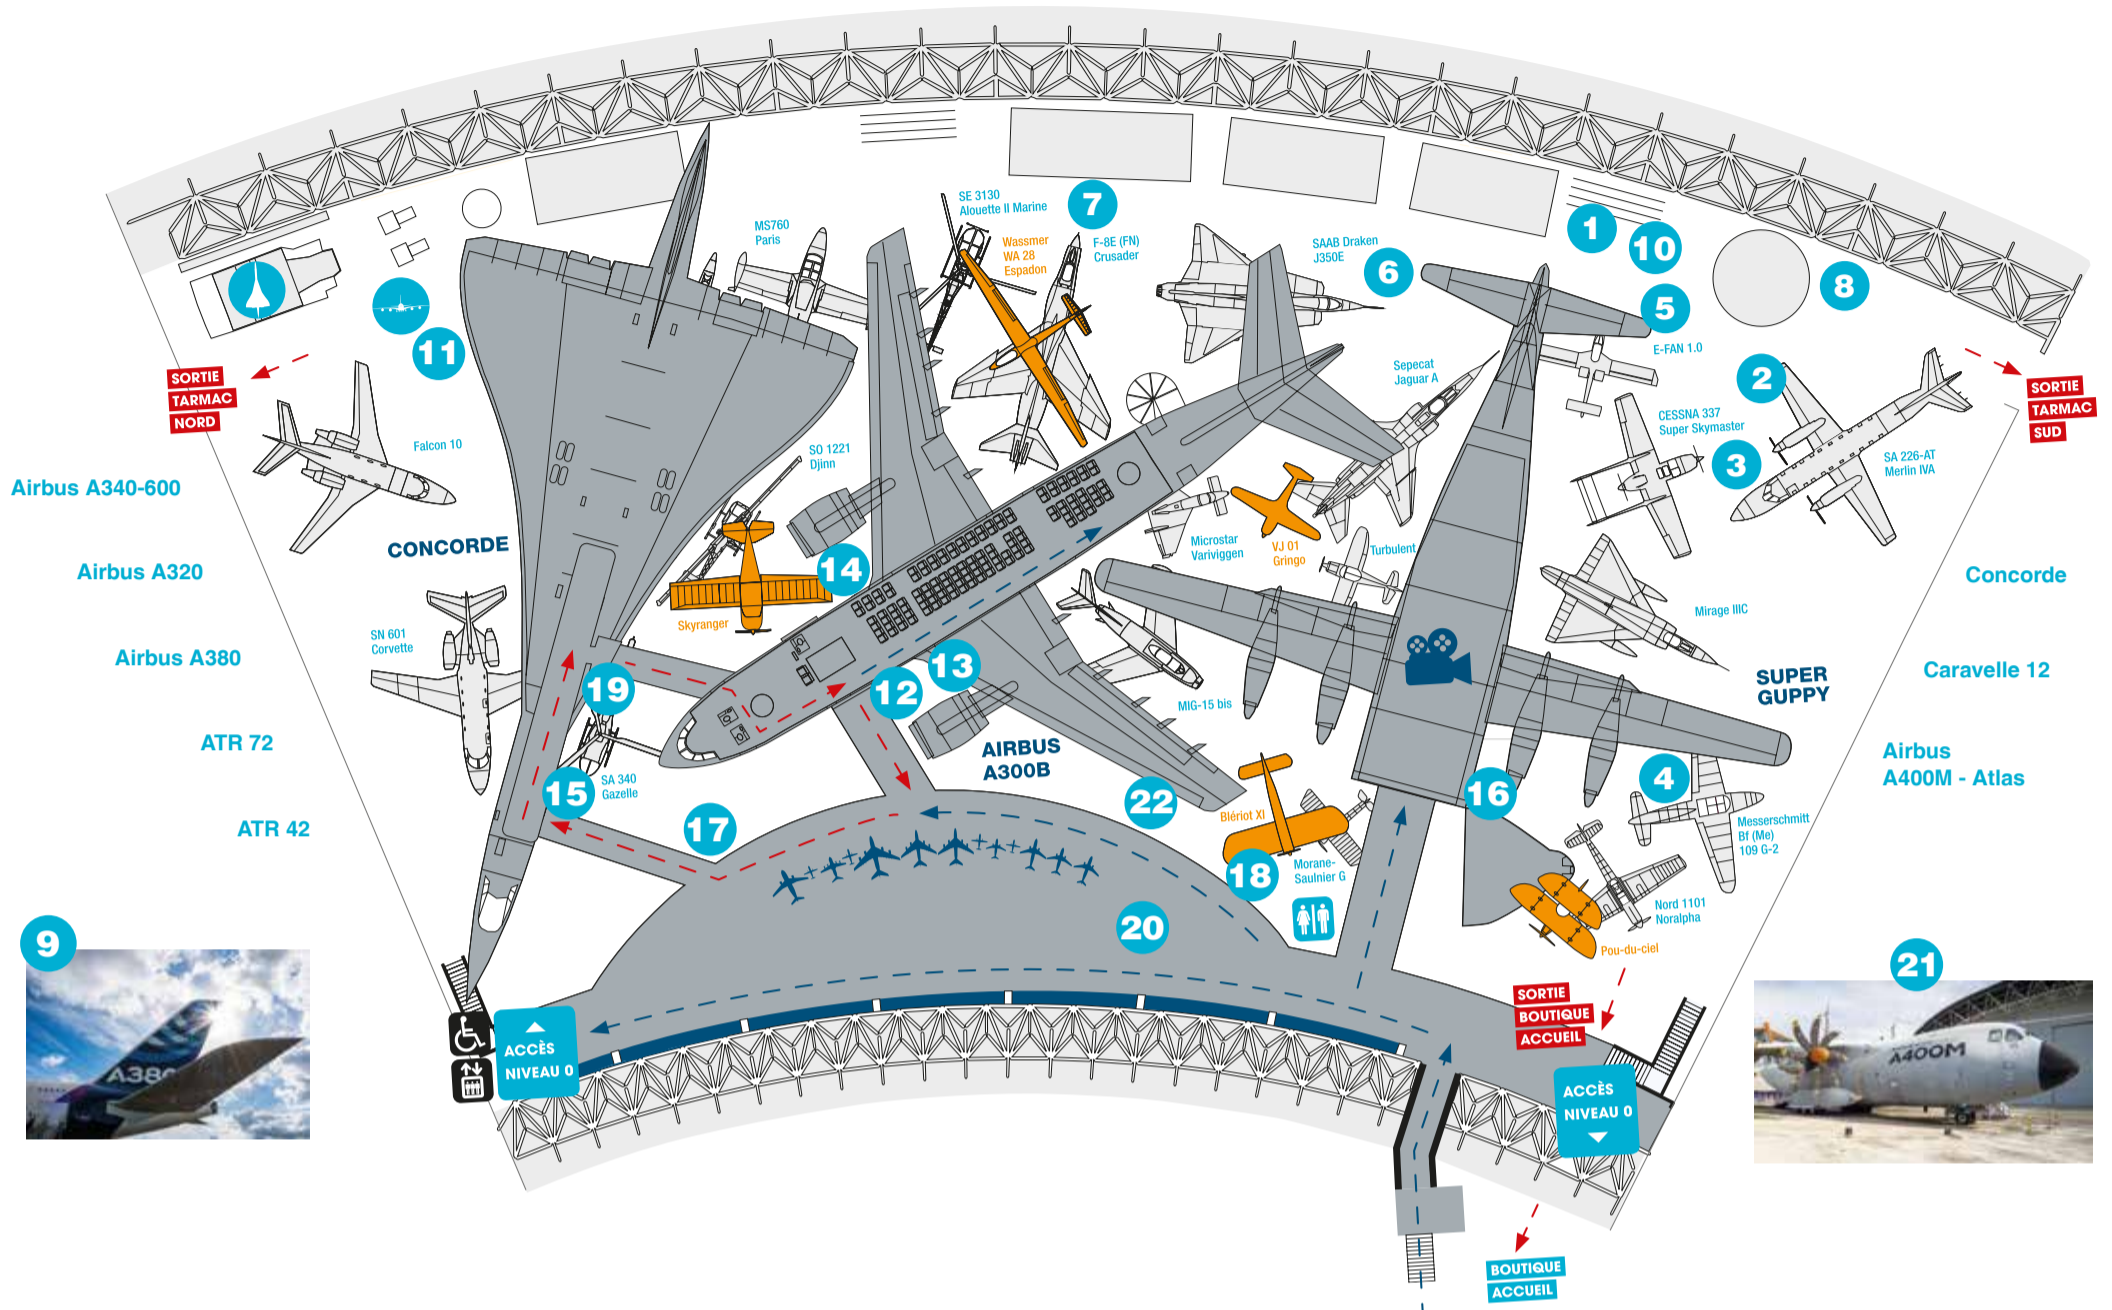 SE 3130
Alouette II Marine
7
MS760
Paris
Wassmer
WA 28
Espadon
F-8E (FN)
Crusader
SAAB Draken
J350E
6
1
10
8
5
E-FAN 1.0
11
SORTIE
TARMAC
NORD
Falcon 10
Sepecat
Jaguar A
2
CESSNA 337
Super Skymaster
3
SA 226-AT
Merlin IVA
SORTIE
TARMAC
SUD
Airbus A340-600
Airbus A320
Airbus A380
ATR 72
ATR 42
CONCORDE
SO 1221
Djinn
14
Skyranger
SN 601
Corvette
Microstar
Variviggen
VJ 01
Gringo
Turbulent
Mirage IIIC
Concorde
Caravelle 12
Airbus
A400M - Atlas
SUPER
GUPPY
19
13
12
MIG-15 bis
AIRBUS
A300B
15
SA 340
Gazelle
17
22
Blériot XI
18
Morane-
Saulnier G
16
4
Messerschmitt
Bf (Me)
109 G-2
Nord 1101
Noralpha
Pou-du-ciel
20
9
A380
21
A400M
SORTIE
BOUTIQUE
ACCUEIL
ACCÈS
NIVEAU 0
ACCÈS
NIVEAU 0
BOUTIQUE
ACCUEIL